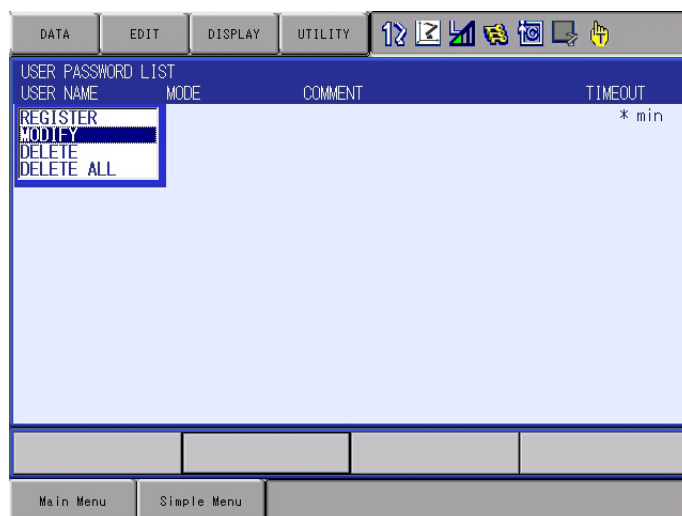 DATA EDIT DISPLAY UTILITY
USER PASSWORD LIST
USER NAME MODE COMMENT TIMEOUT
REGISTER * min
MODIFY
DELETE
DELETE ALL
Main Menu Simple Menu